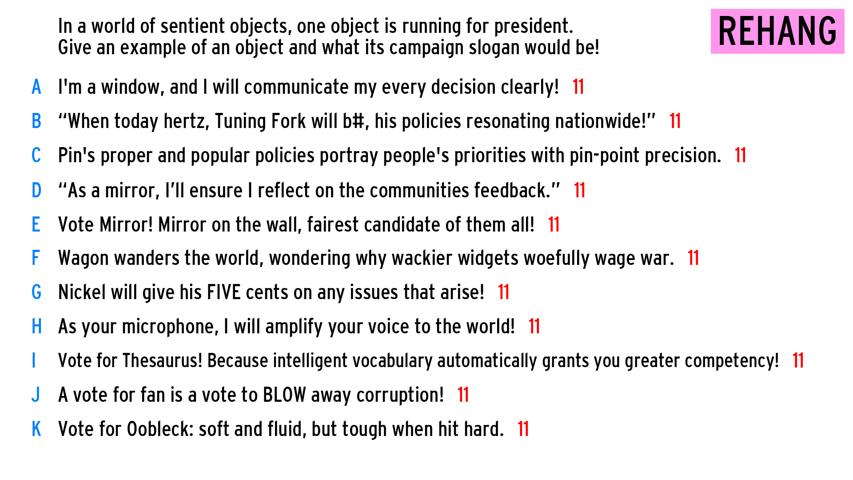 In a world of sentient objects, one object is running for president.
Give an example of an object and what its campaign slogan would be!
REHANG
A I'm a window, and I will communicate my every decision clearly! 11
B “When today hertz, Tuning Fork will b#, his policies resonating nationwide!” 11
C Pin's proper and popular policies portray people's priorities with pin-point precision. 11
D “As a mirror, I’ll ensure I reflect on the communities feedback.” 11
E Vote Mirror! Mirror on the wall, fairest candidate of them all! 11
F Wagon wanders the world, wondering why wackier widgets woefully wage war. 11
G Nickel will give his FIVE cents on any issues that arise! 11
H As your microphone, I will amplify your voice to the world! 11
I Vote for Thesaurus! Because intelligent vocabulary automatically grants you greater competency! 11
J A vote for fan is a vote to BLOW away corruption! 11
K Vote for Oobleck: soft and fluid, but tough when hit hard. 11